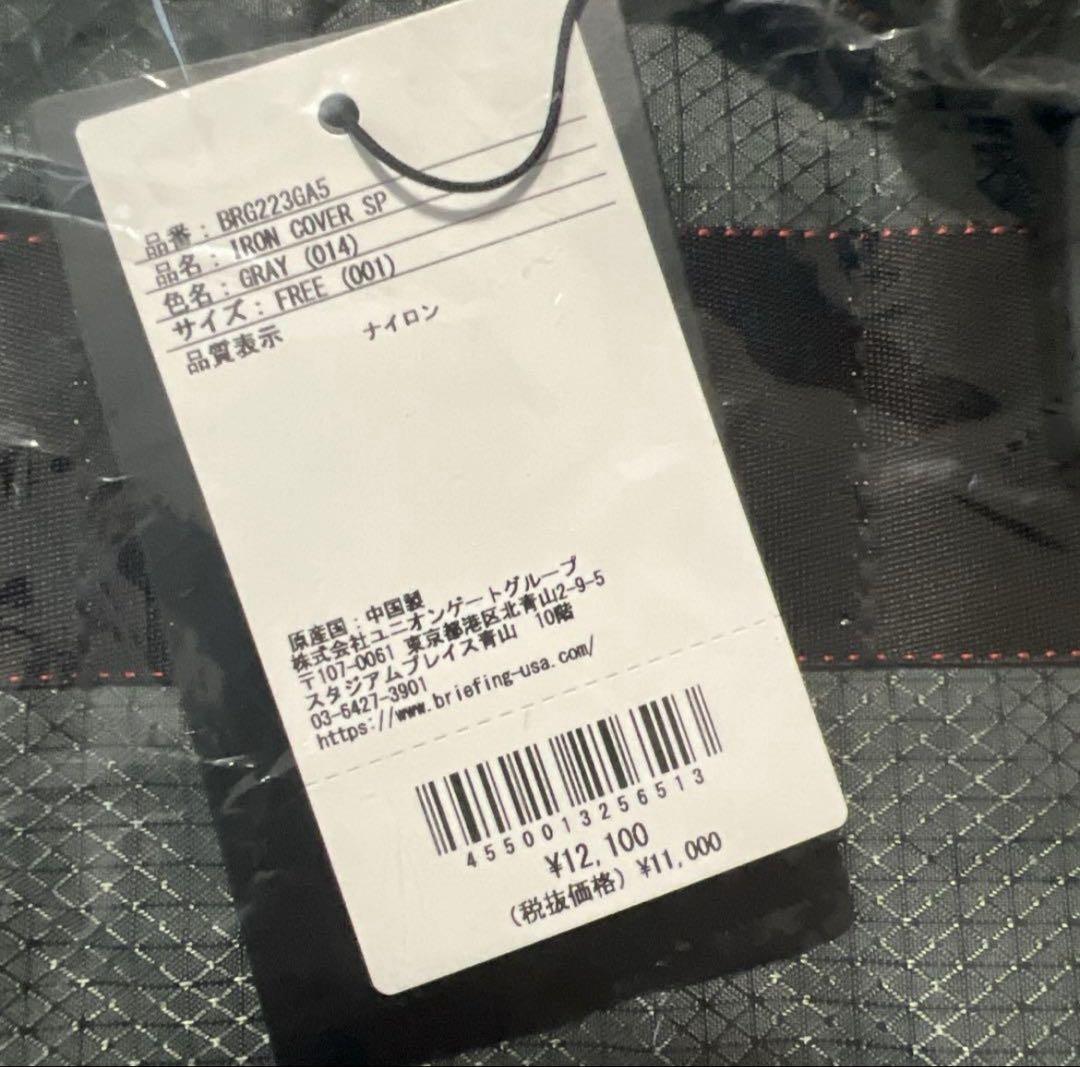 品番：BRG223GA5
品名：IRON COVER SP
色名：GRAY (014)
サイズ：FREE (001)
品質表示 ナイロン
原産国：中国製
株式会社ユニオンゲートグループ
〒107-0061 東京都港区北青山2-9-5
スタジアムプレイス青山 10階
03-6427-3901
https://www.briefing-usa.com/
4550013256513
¥12,100
(税抜価格) ¥11,000